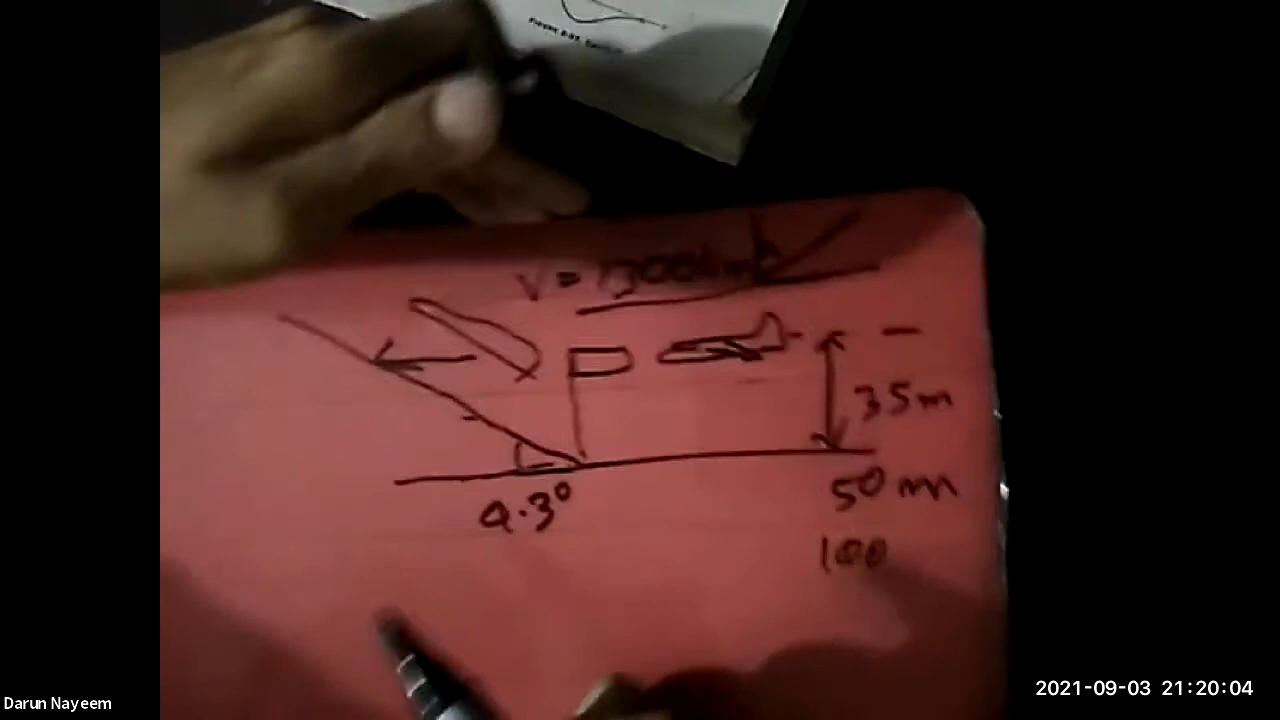 V = 1300 km/h
35m
4.3°
50 m
100
Darun Nayeem
2021-09-03 21:20:04